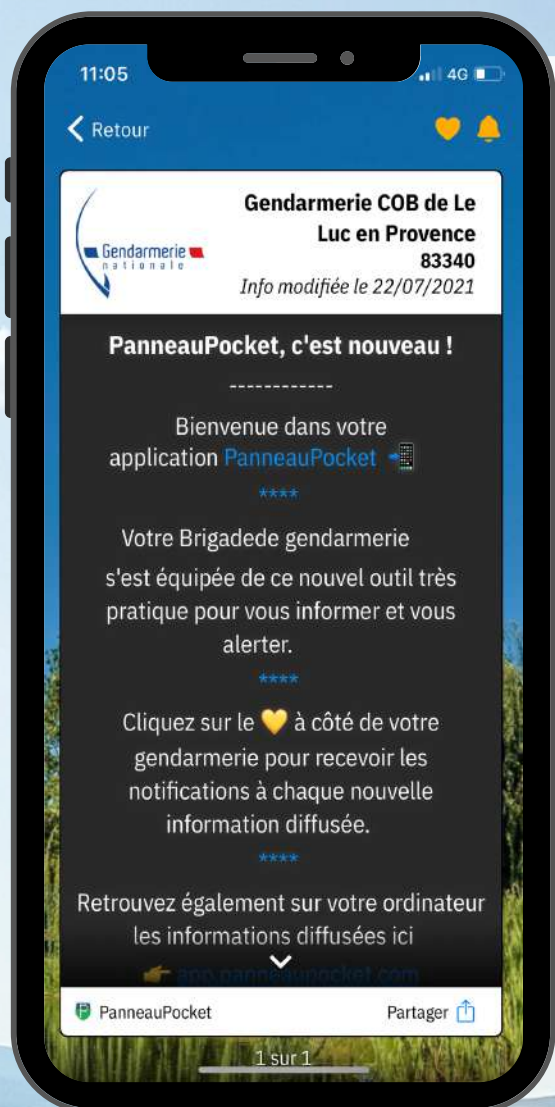 11:05
4G
Retour
Gendarmerie
nationale
Gendarmerie COB de Le
Luc en Provence
83340
Info modifiée le 22/07/2021
PanneauPocket, c'est nouveau !
------------
Bienvenue dans votre
application PanneauPocket
****
Votre Brigadede gendarmerie
s'est équipée de ce nouvel outil très
pratique pour vous informer et vous
alerter.
****
Cliquez sur le 💛 à côté de votre
gendarmerie pour recevoir les
notifications à chaque nouvelle
information diffusée.
****
Retrouvez également sur votre ordinateur
les informations diffusées ici
app.panneaupocket.com
PanneauPocket
Partager
1 sur 1